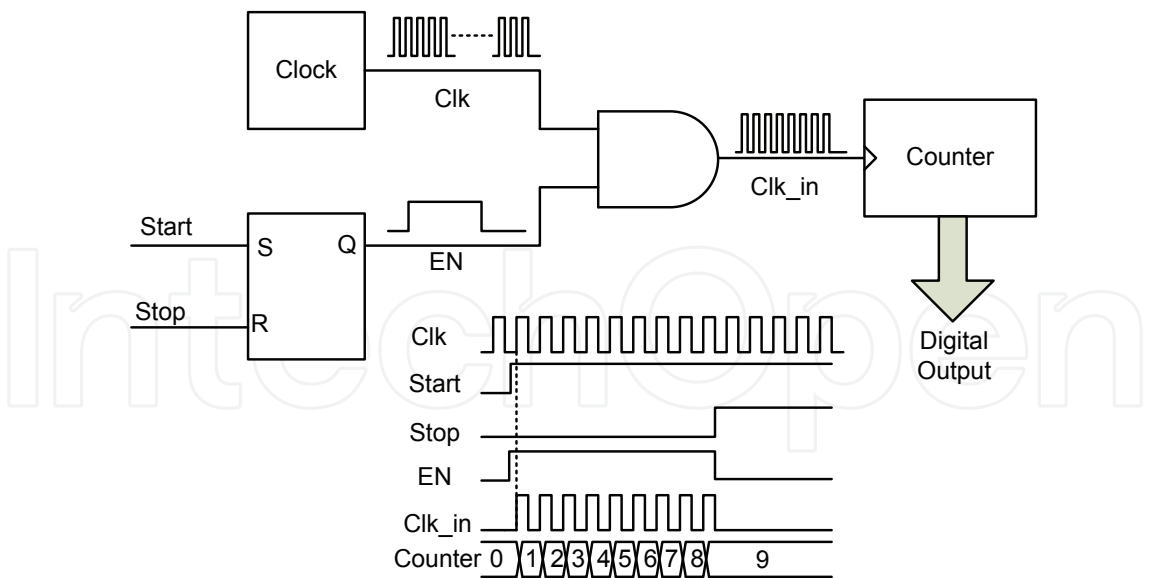 Clock
Clk
Clk_in
Counter
Start
Stop
S
R
Q
EN
Digital
Output
Clk
Start
Stop
EN
Clk_in
Counter 0 1 2 3 4 5 6 7 8 9
IntechOpen